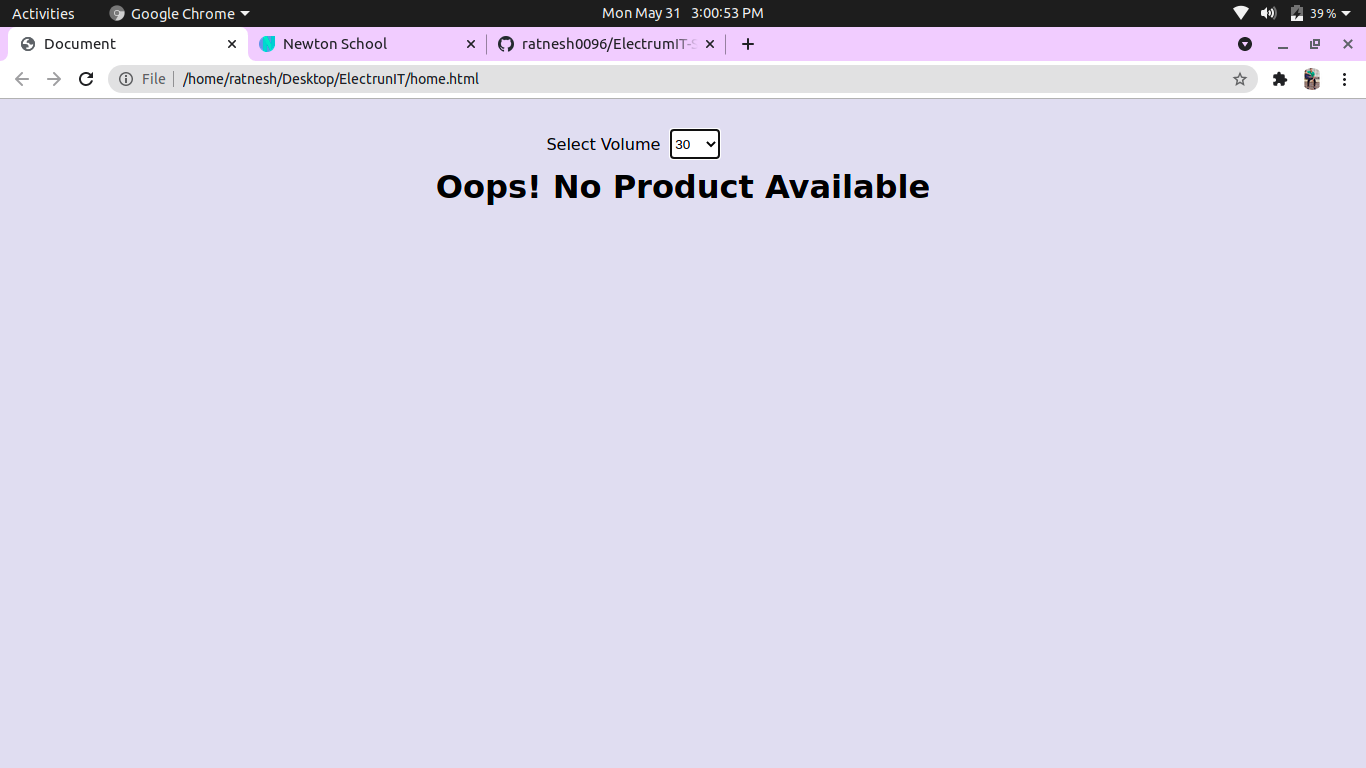 Activities Google Chrome Mon May 31 3:00:53 PM 39 %
Document Newton School ratnesh0096/ElectrumIT-S
File /home/ratnesh/Desktop/ElectrunIT/home.html
Select Volume 30
Oops! No Product Available